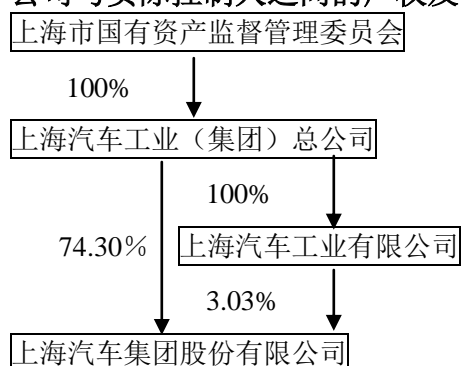 公司与实际控制人之间的产权及
上海市国有资产监督管理委员会
100%
上海汽车工业（集团）总公司
100%
74.30%
上海汽车工业有限公司
3.03%
上海汽车集团股份有限公司